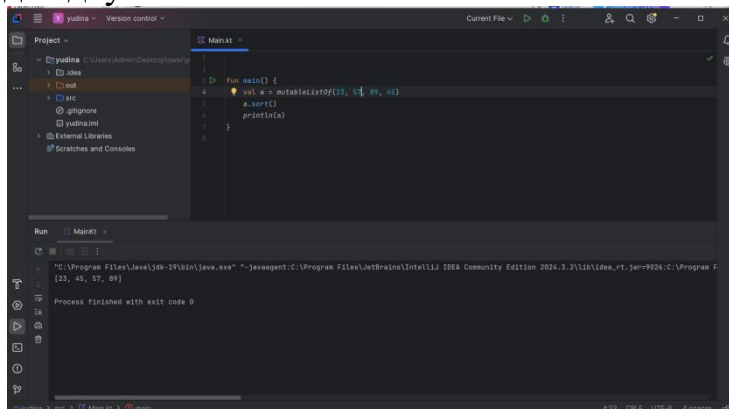 yudina
Version control
Current File
Project
Main.kt
yudina C:\Users\Admin\Desktop\qwer\y
.idea
out
src
.gitignore
yudina.iml
External Libraries
Scratches and Consoles
1
2
3 fun main() {
4 val a = mutableListOf(23, 57, 89, 45)
5 a.sort()
6 println(a)
7 }
8
Run MainKt
"C:\Program Files\Java\jdk-19\bin\java.exe" "-javaagent:C:\Program Files\JetBrains\IntelliJ IDEA Community Edition 2024.3.2\lib\idea_rt.jar=9026:C:\Program F
[23, 45, 57, 89]
Process finished with exit code 0
yudina > src > Main.kt > main 4:32 CRLF UTF-8 4 spaces